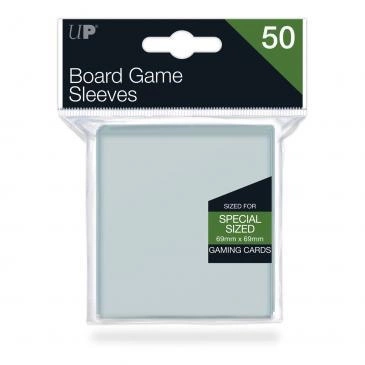 UP
50
Board Game
Sleeves
SIZED FOR
SPECIAL
SIZED
69mm x 69mm
GAMING CARDS